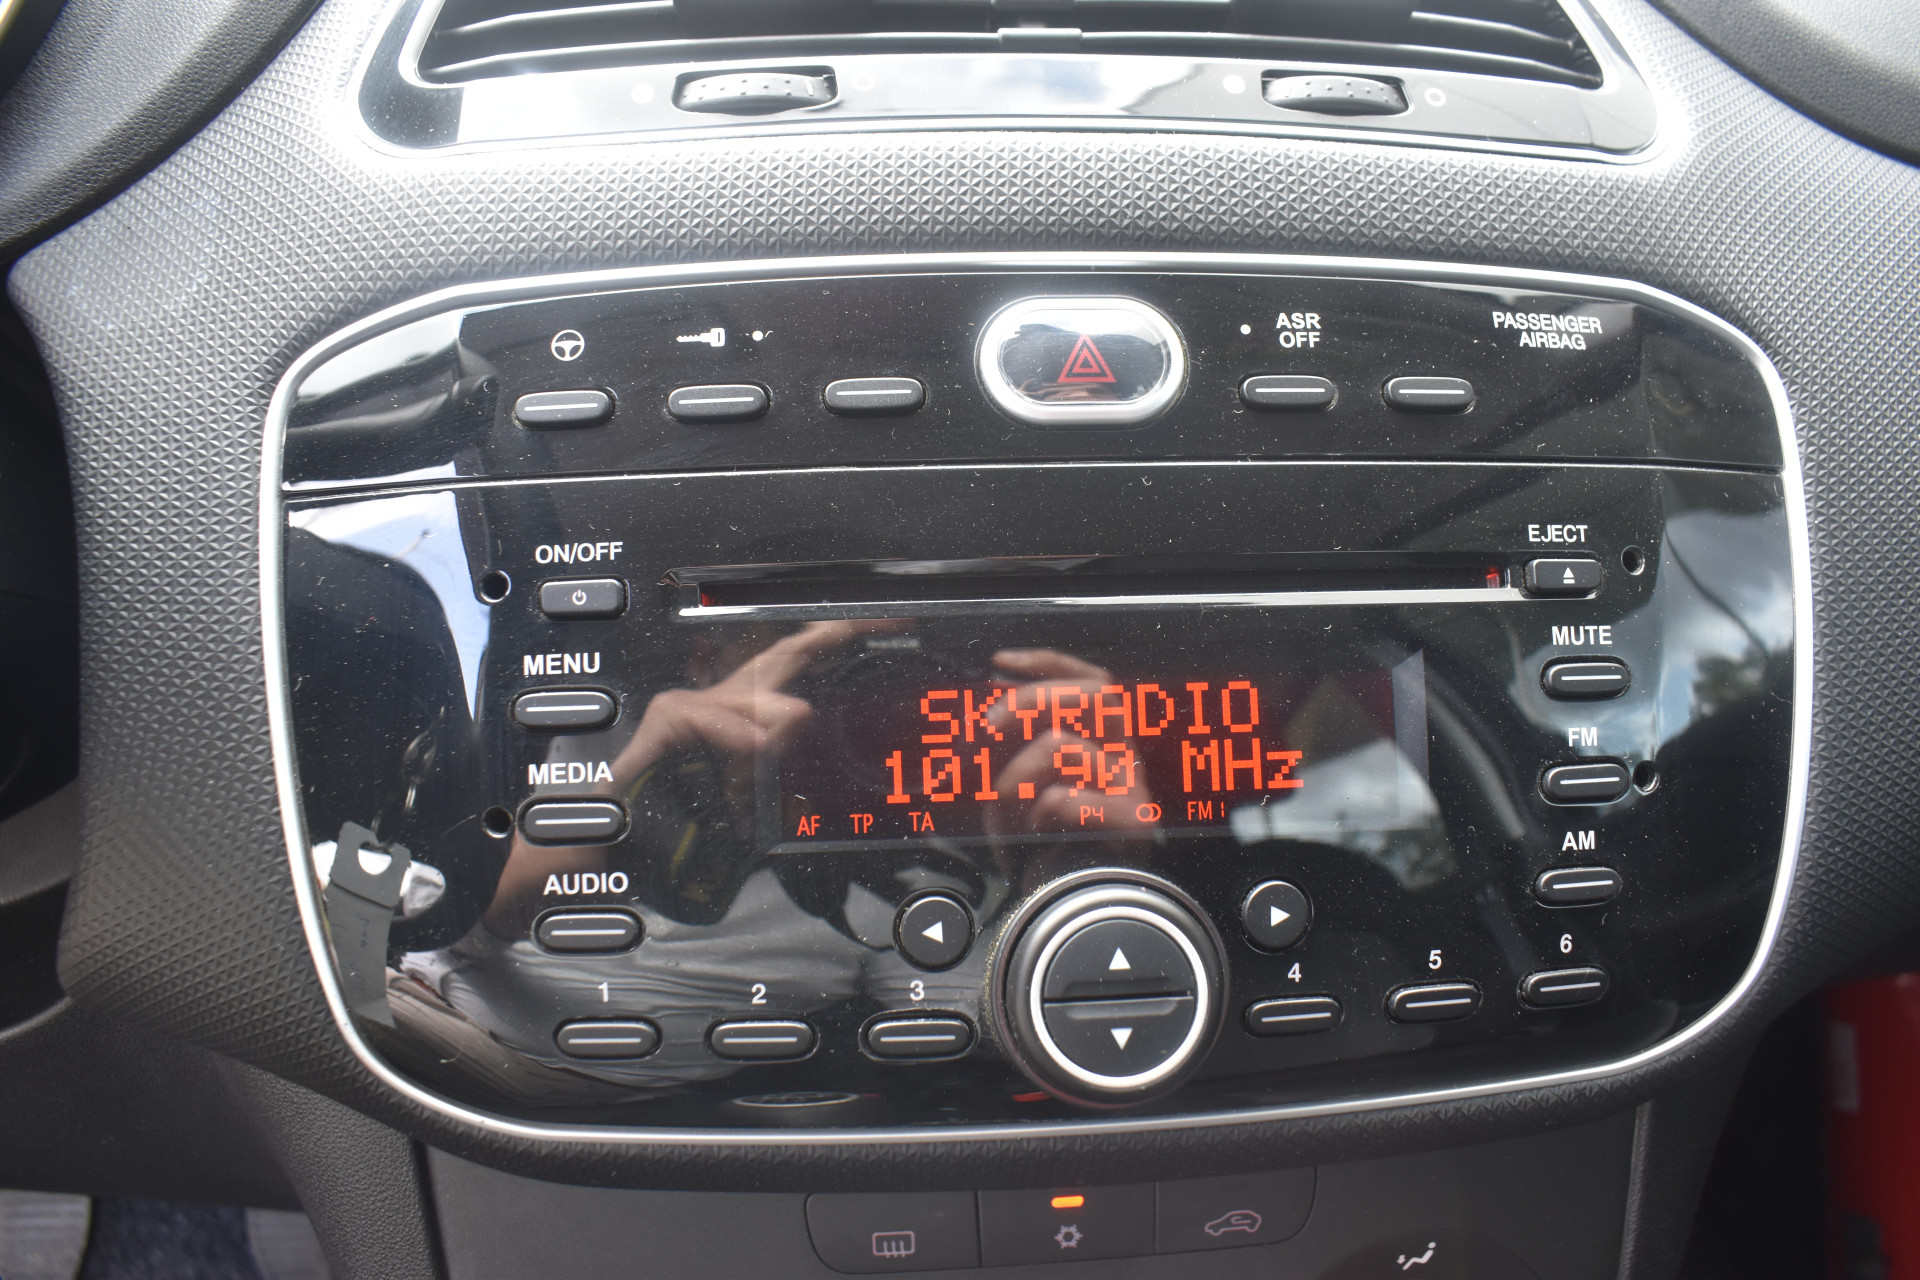 ASR
OFF
PASSENGER
AIRBAG
ON/OFF
EJECT
MENU
MUTE
SKYRADIO
101.90 MHz
FM
MEDIA
AF TP TA P4 FM1
AM
AUDIO
1 2 3 4 5 6